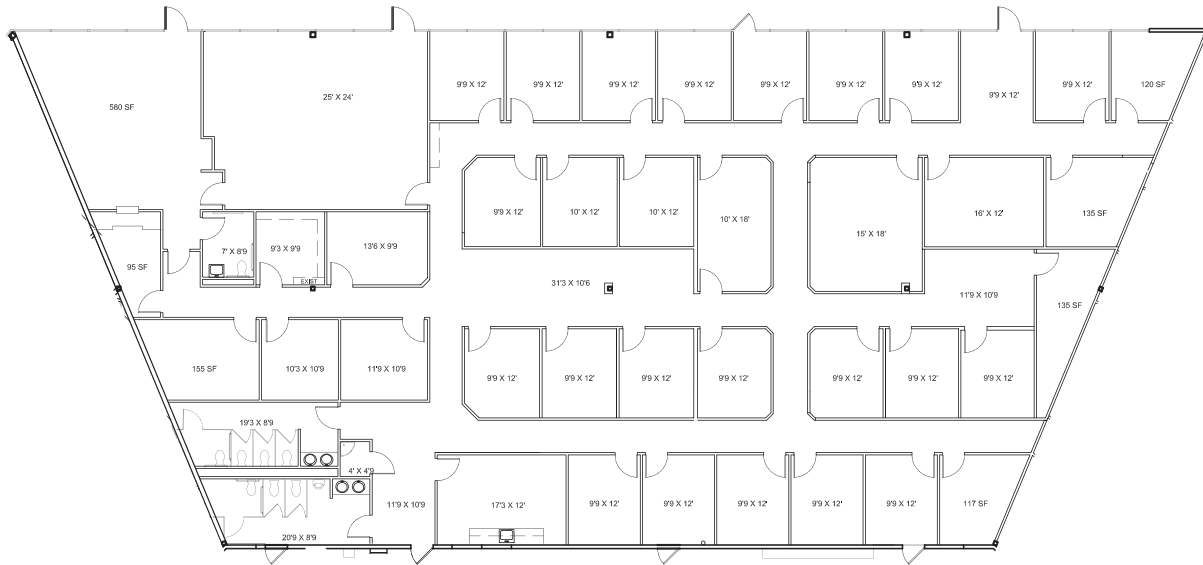 580 SF
25' X 24'
9'9 X 12'
9'9 X 12'
9'9 X 12'
9'9 X 12'
9'9 X 12'
9'9 X 12'
9'9 X 12'
9'9 X 12'
9'9 X 12'
120 SF
9'9 X 12'
10' X 12'
10' X 12'
10' X 18'
15' X 18'
16' X 12'
135 SF
95 SF
7' X 8'9
9'3 X 9'9
EXIST
13'6 X 9'9
31'3 X 10'6
11'9 X 10'9
135 SF
155 SF
10'3 X 10'9
11'9 X 10'9
9'9 X 12'
9'9 X 12'
9'9 X 12'
9'9 X 12'
9'9 X 12'
9'9 X 12'
9'9 X 12'
19'3 X 8'9
4' X 4'9
20'9 X 8'9
11'9 X 10'9
17'3 X 12'
9'9 X 12'
9'9 X 12'
9'9 X 12'
9'9 X 12'
9'9 X 12'
117 SF